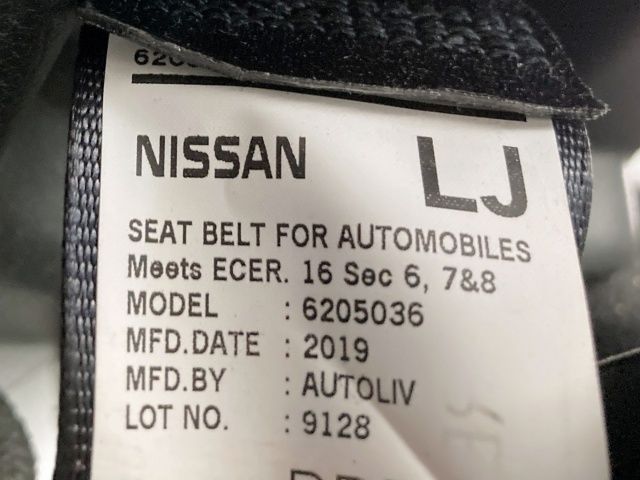 NISSAN LJ
SEAT BELT FOR AUTOMOBILES
Meets ECER. 16 Sec 6, 7&8
MODEL : 6205036
MFD.DATE : 2019
MFD.BY : AUTOLIV
LOT NO. : 9128